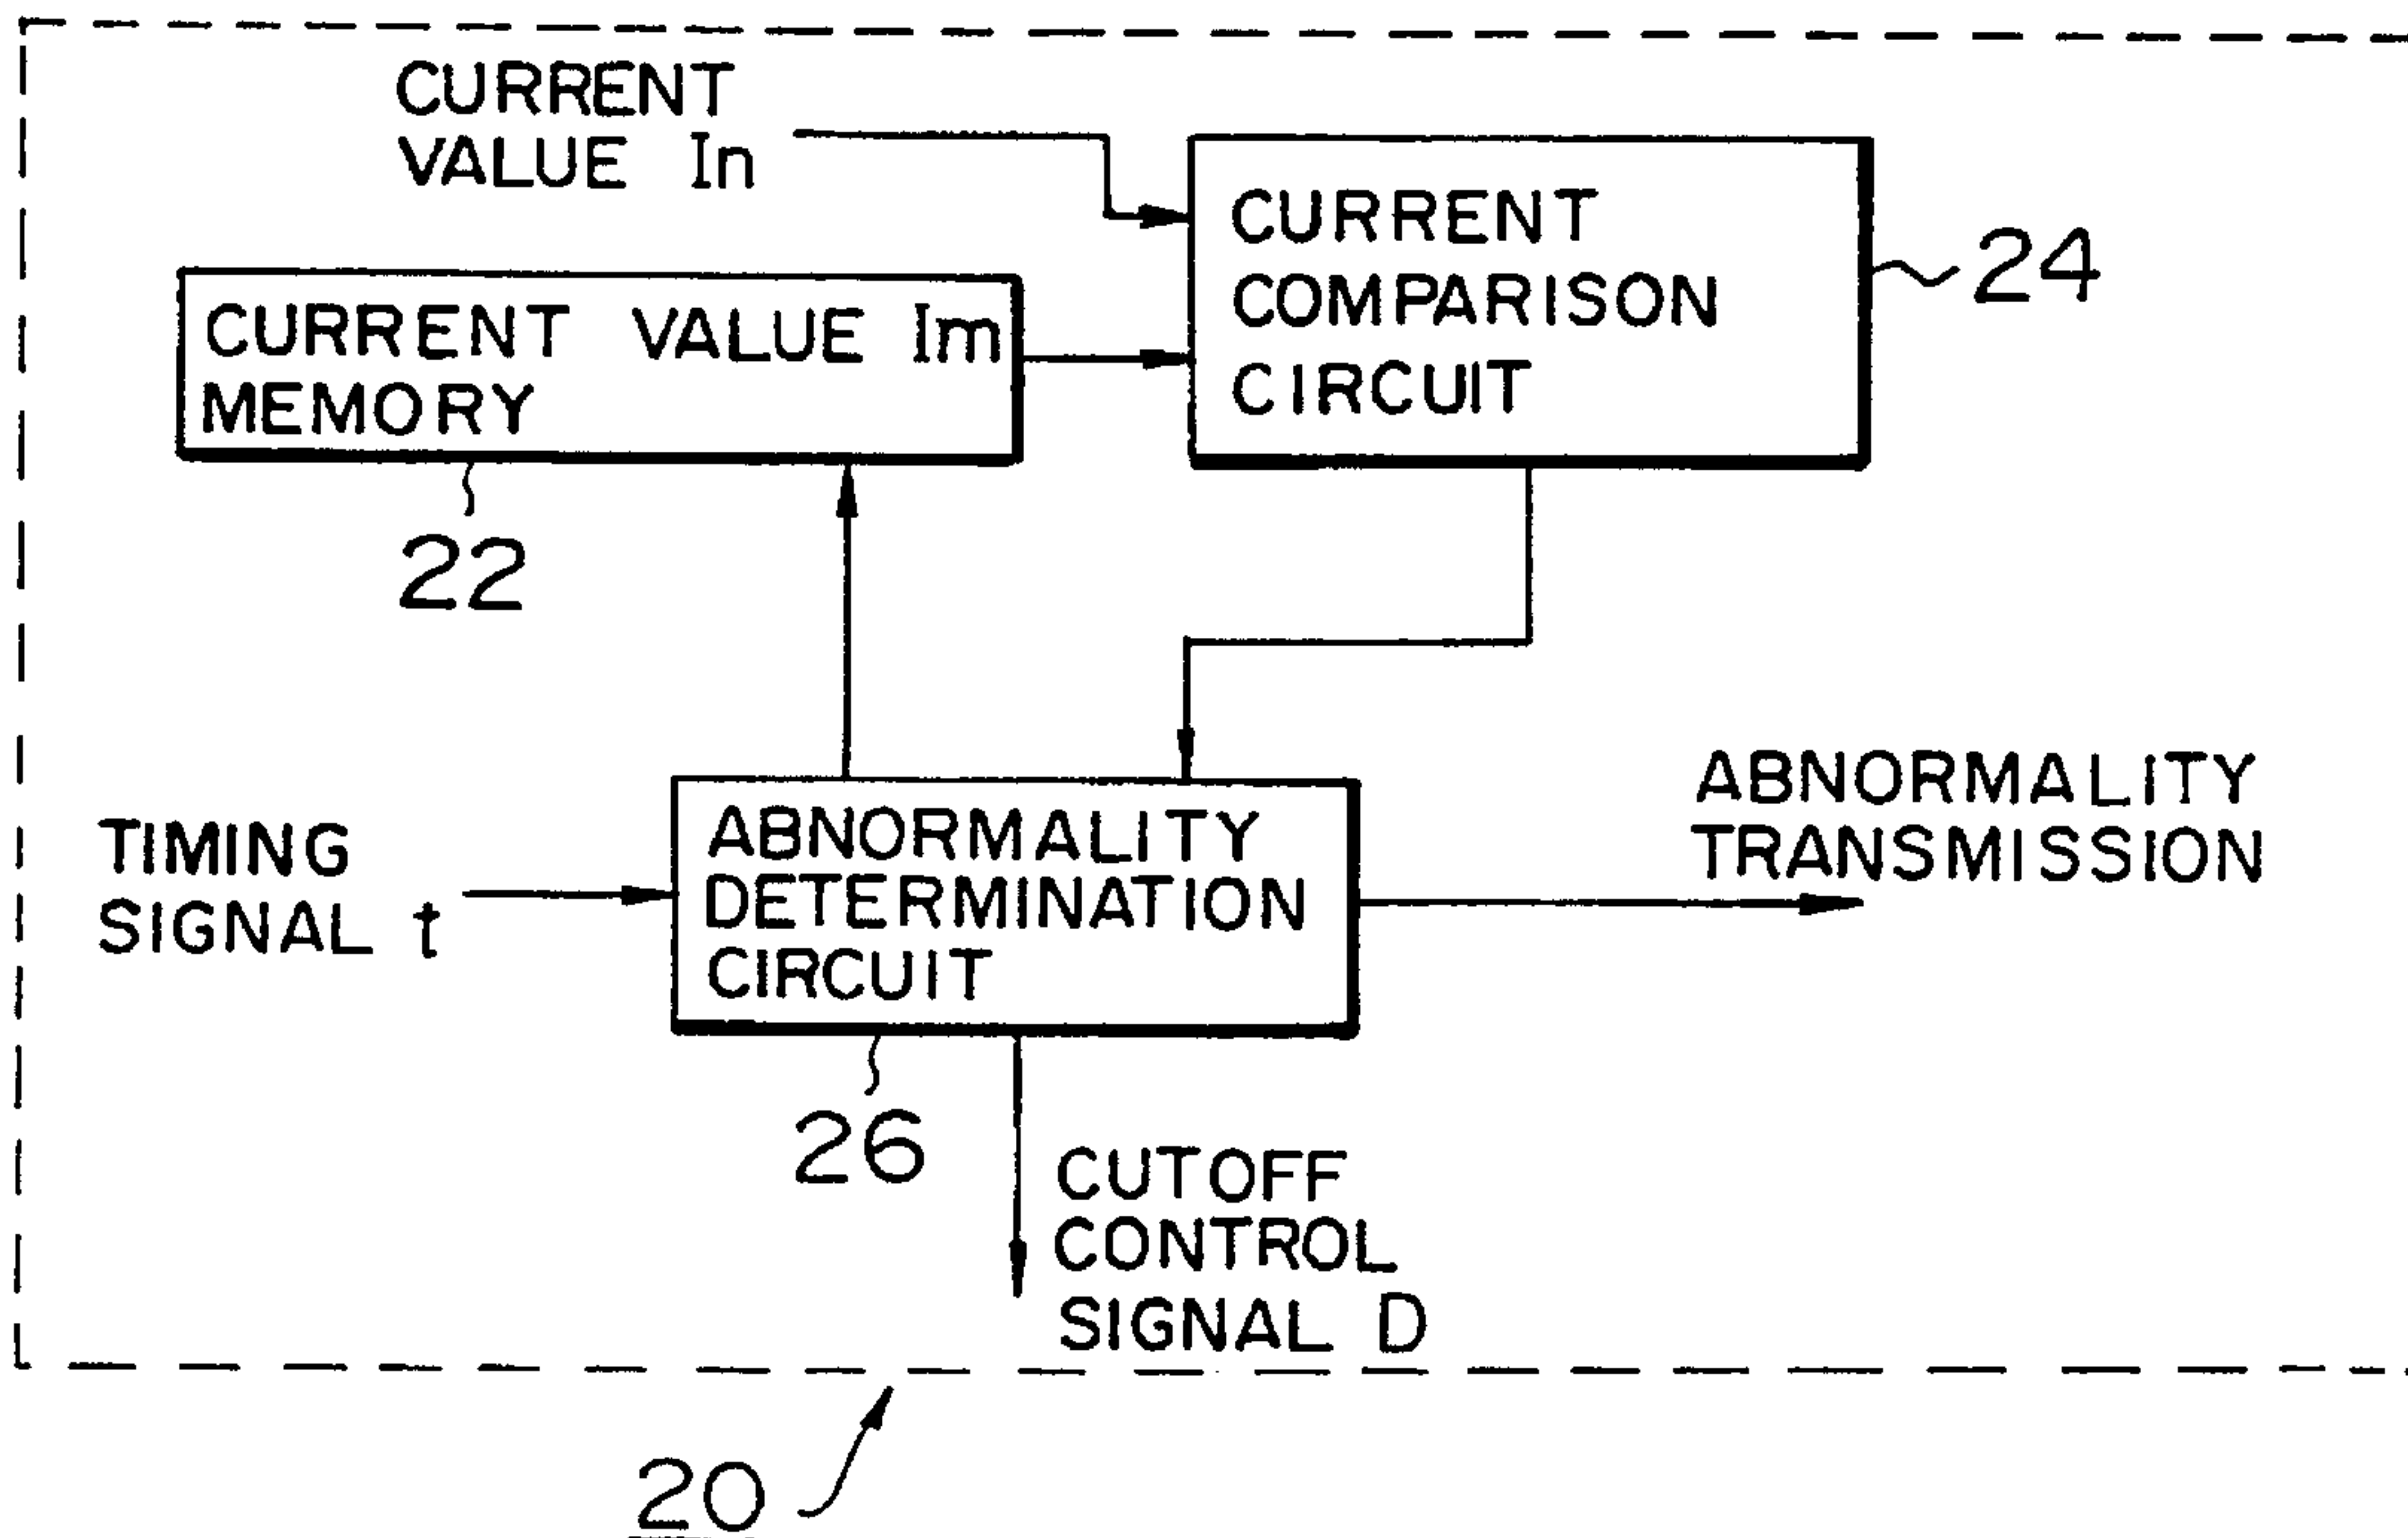 CURRENT
VALUE In
CURRENT
COMPARISON
CIRCUIT
24
CURRENT VALUE Im
MEMORY
22
TIMING
SIGNAL t
ABNORMALITY
DETERMINATION
CIRCUIT
ABNORMALITY
TRANSMISSION
26
CUTOFF
CONTROL
SIGNAL D
20